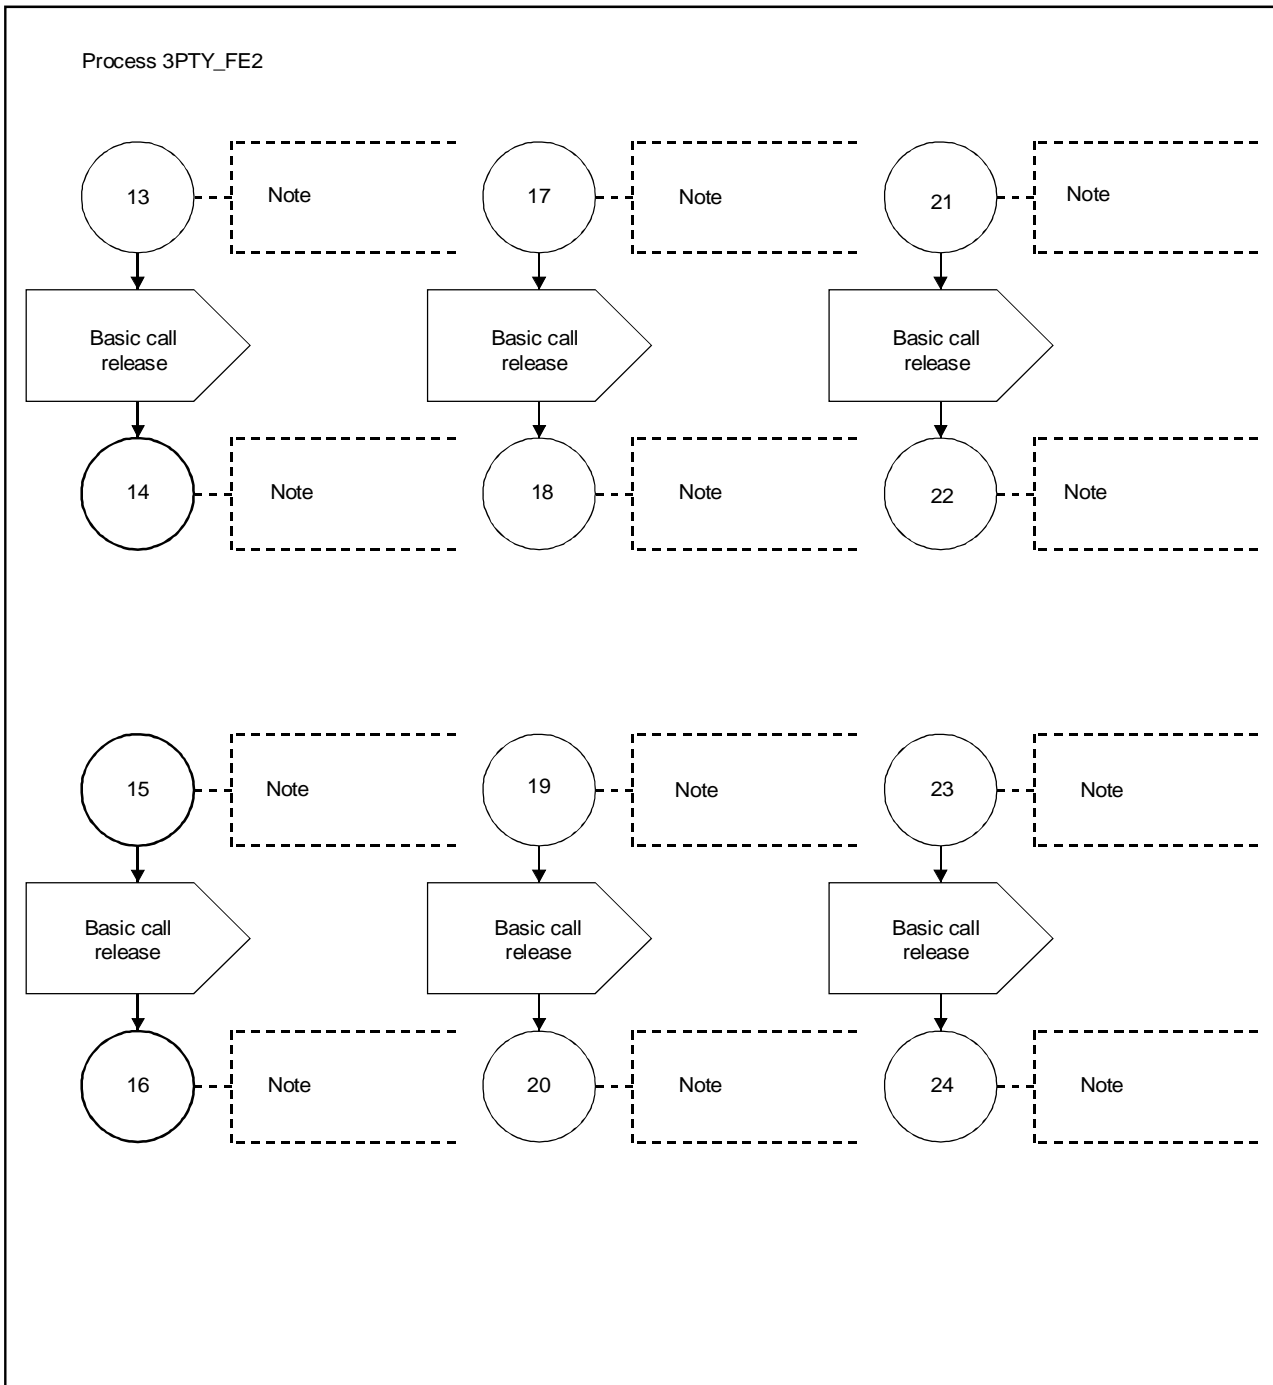 Process 3PTY_FE2
13
Note
17
Note
21
Note
Basic call
release
Basic call
release
Basic call
release
14
Note
18
Note
22
Note
15
Note
19
Note
23
Note
Basic call
release
Basic call
release
Basic call
release
16
Note
20
Note
24
Note